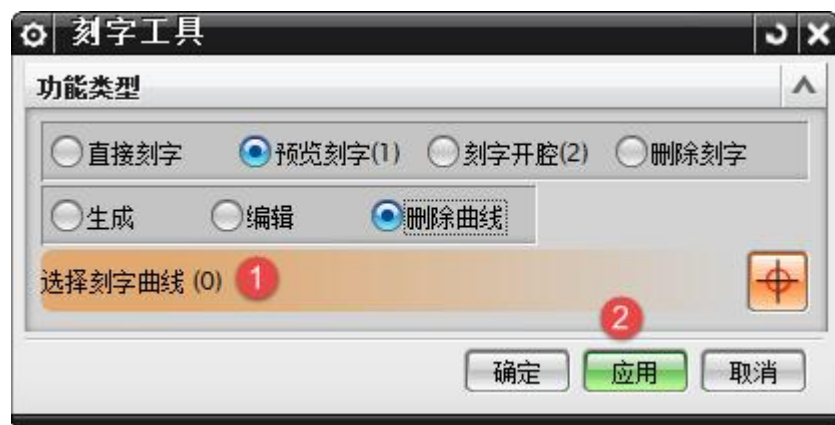 刻字工具
功能类型
直接刻字 预览刻字(1) 刻字开腔(2) 删除刻字
生成 编辑 删除曲线
选择刻字曲线 (0) 1
2
确定 应用 取消